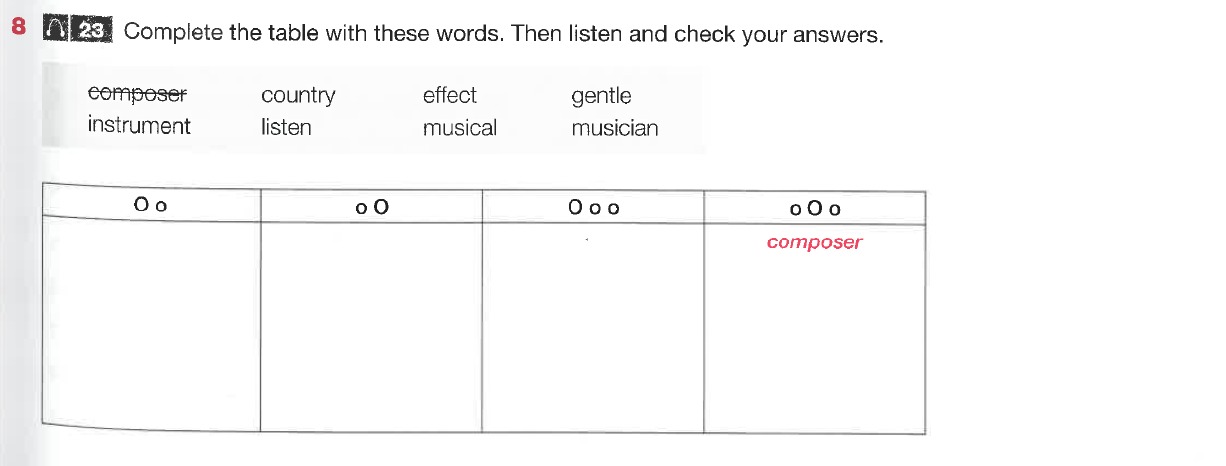 8 23 Complete the table with these words. Then listen and check your answers.
composer country effect gentle
instrument listen musical musician
O o o O O o o o O o
composer